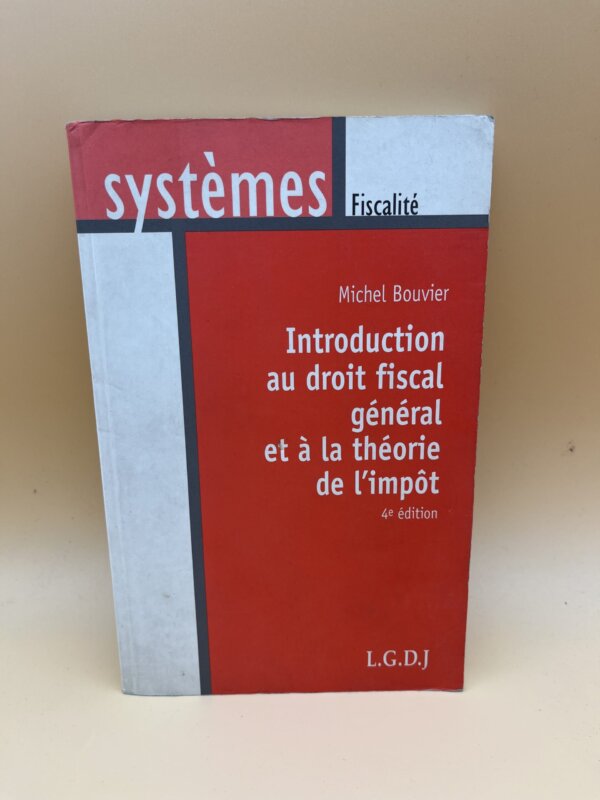 systèmes
Fiscalité
Michel Bouvier
Introduction
au droit fiscal
général
et à la théorie
de l'impôt
4e édition
L.G.D.J